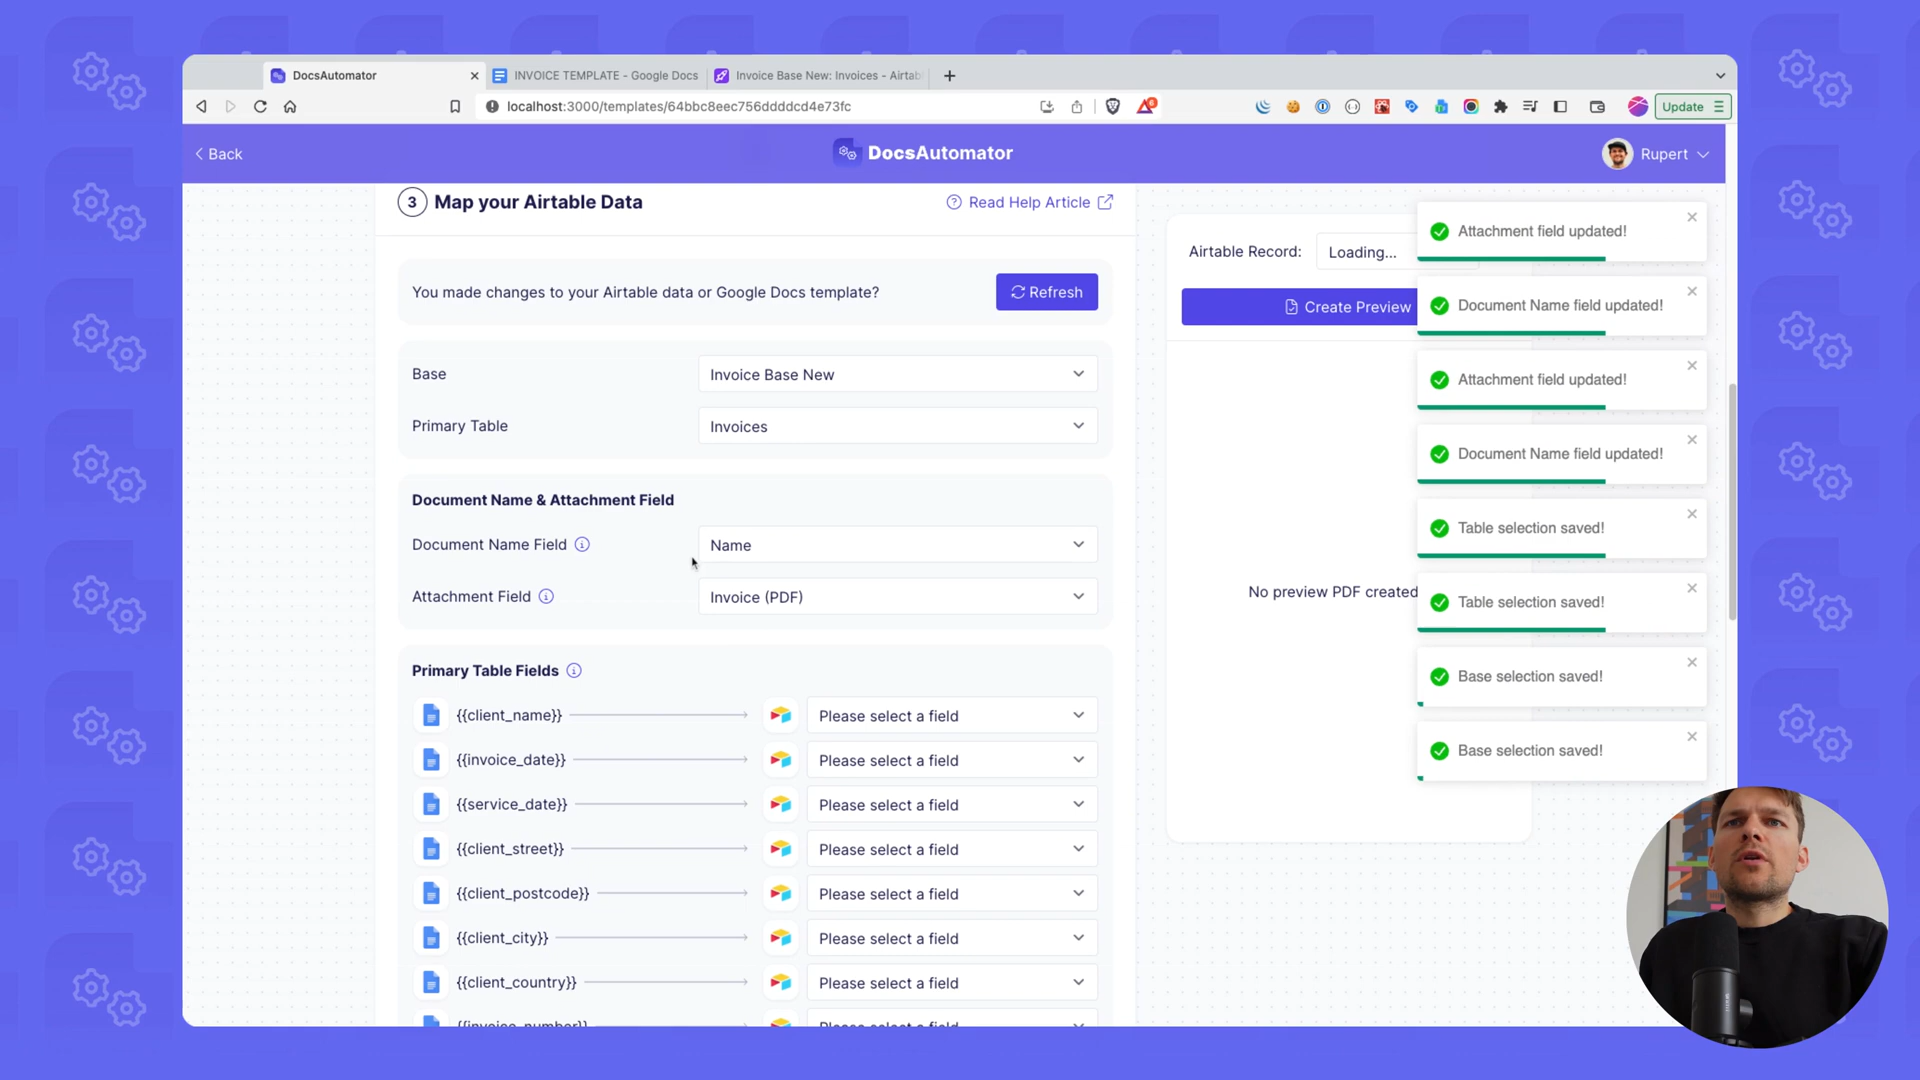 DocsAutomator
INVOICE TEMPLATE - Google Docs
Invoice Base New: Invoices - Airtab
localhost:3000/templates/64bbc8eec756ddddcd4e73fc
Update
Back
DocsAutomator
Rupert
3 Map your Airtable Data
Read Help Article
You made changes to your Airtable data or Google Docs template?
Refresh
Base
Invoice Base New
Primary Table
Invoices
Document Name & Attachment Field
Document Name Field
Name
Attachment Field
Invoice (PDF)
Primary Table Fields
{{client_name}}
Please select a field
{{invoice_date}}
Please select a field
{{service_date}}
Please select a field
{{client_street}}
Please select a field
{{client_postcode}}
Please select a field
{{client_city}}
Please select a field
{{client_country}}
Please select a field
{{invoice_number}}
Please select a field
Airtable Record:
Loading...
Create Preview
No preview PDF created
Attachment field updated!
Document Name field updated!
Attachment field updated!
Document Name field updated!
Table selection saved!
Table selection saved!
Base selection saved!
Base selection saved!